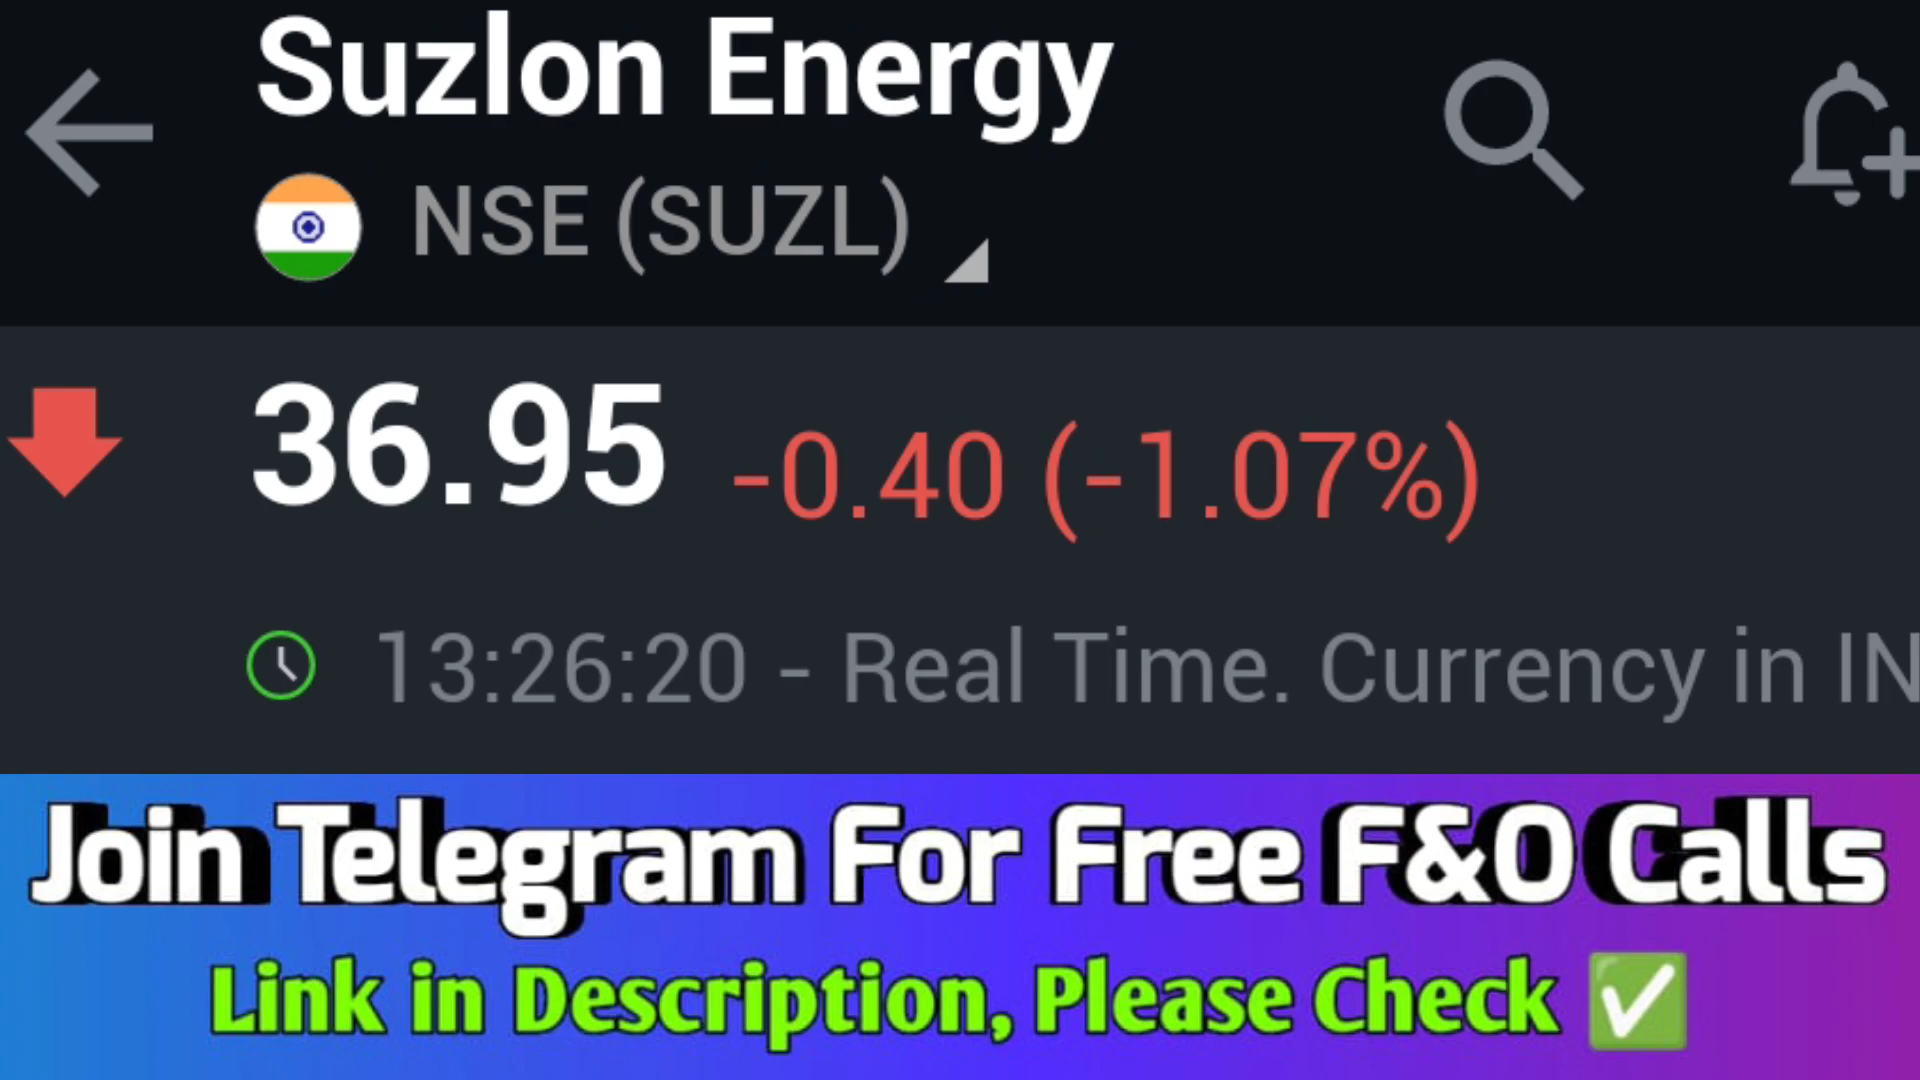 Suzlon Energy
NSE (SUZL)
36.95 -0.40 (-1.07%)
13:26:20 - Real Time. Currency in IN
Join Telegram For Free F&O Calls
Link in Description, Please Check ✅